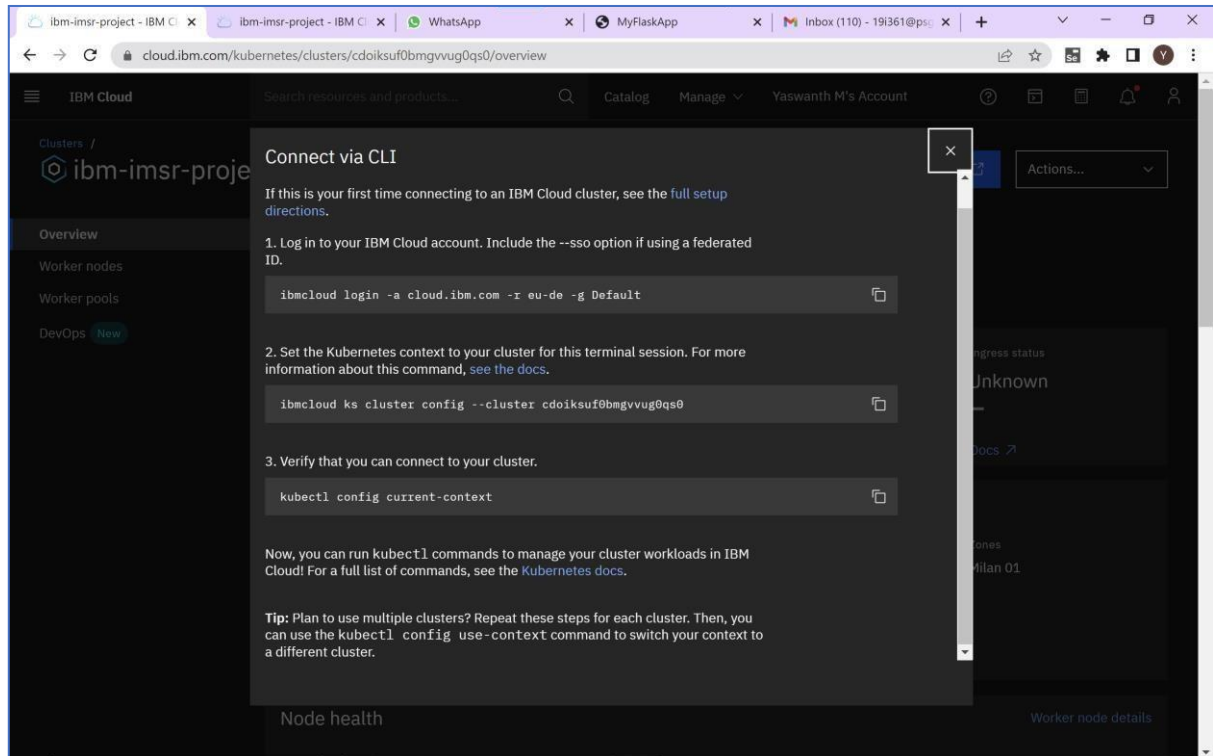 ibm-imsr-project - IBM Cl
ibm-imsr-project - IBM Cl
WhatsApp
MyFlaskApp
Inbox (110) - 19i361@psg
cloud.ibm.com/kubernetes/clusters/cdoiksuf0bmgvvug0qs0/overview
Se
Y
IBM Cloud
Search resources and products...
Catalog
Manage
Yaswanth M's Account
Clusters /
ibm-imsr-proje
Actions...
Overview
Worker nodes
Worker pools
DevOps New
Connect via CLI
If this is your first time connecting to an IBM Cloud cluster, see the full setup
directions.
1. Log in to your IBM Cloud account. Include the --sso option if using a federated
ID.
ibmcloud login -a cloud.ibm.com -r eu-de -g Default
2. Set the Kubernetes context to your cluster for this terminal session. For more
information about this command, see the docs.
ibmcloud ks cluster config --cluster cdoiksuf0bmgvvug0qs0
3. Verify that you can connect to your cluster.
kubectl config current-context
Now, you can run kubectl commands to manage your cluster workloads in IBM
Cloud! For a full list of commands, see the Kubernetes docs.
Tip: Plan to use multiple clusters? Repeat these steps for each cluster. Then, you
can use the kubectl config use-context command to switch your context to
a different cluster.
ngress status
Unknown
Docs
Zones
Milan 01
Node health
Worker node details